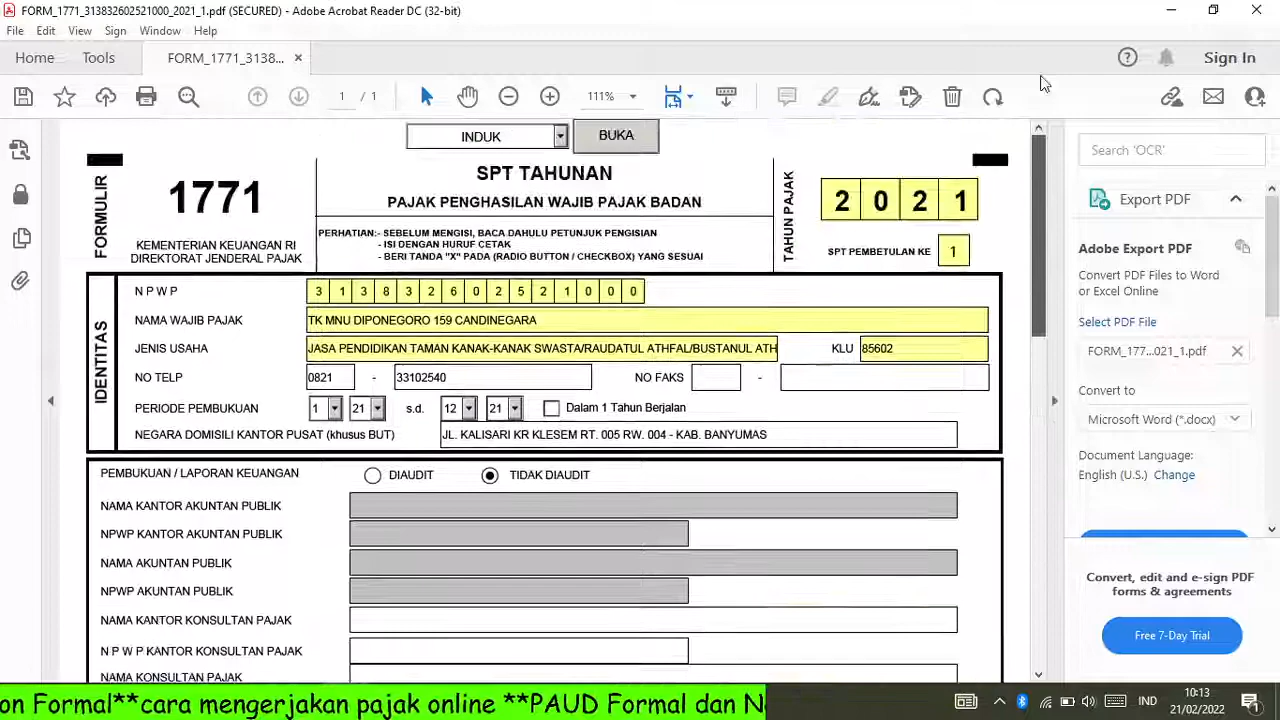 FORM_1771_313832602521000_2021_1.pdf (SECURED) - Adobe Acrobat Reader DC (32-bit)
File Edit View Sign Window Help
Home Tools FORM_1771_3138... ×
Sign In
1 / 1 111%
Search 'OCR'
INDUK BUKA
FORMULIR
1771
KEMENTERIAN KEUANGAN RI
DIREKTORAT JENDERAL PAJAK
SPT TAHUNAN
PAJAK PENGHASILAN WAJIB PAJAK BADAN
PERHATIAN:- SEBELUM MENGISI, BACA DAHULU PETUNJUK PENGISIAN
- ISI DENGAN HURUF CETAK
- BERI TANDA "X" PADA (RADIO BUTTON / CHECKBOX) YANG SESUAI
TAHUN PAJAK
2 0 2 1
SPT PEMBETULAN KE 1
IDENTITAS
N P W P 3 1 3 8 3 2 6 0 2 5 2 1 0 0 0
NAMA WAJIB PAJAK TK MNU DIPONEGORO 159 CANDINEGARA
JENIS USAHA JASA PENDIDIKAN TAMAN KANAK-KANAK SWASTA/RAUDATUL ATHFAL/BUSTANUL ATH KLU 85602
NO TELP 0821 - 33102540 NO FAKS -
PERIODE PEMBUKUAN 1 21 s.d. 12 21 Dalam 1 Tahun Berjalan
NEGARA DOMISILI KANTOR PUSAT (khusus BUT) JL. KALISARI KR KLESEM RT. 005 RW. 004 - KAB. BANYUMAS
PEMBUKUAN / LAPORAN KEUANGAN DIAUDIT TIDAK DIAUDIT
NAMA KANTOR AKUNTAN PUBLIK
NPWP KANTOR AKUNTAN PUBLIK
NAMA AKUNTAN PUBLIK
NPWP AKUNTAN PUBLIK
NAMA KANTOR KONSULTAN PAJAK
N P W P KANTOR KONSULTAN PAJAK
NAMA KONSULTAN PAJAK
Export PDF
Adobe Export PDF
Convert PDF Files to Word
or Excel Online
Select PDF File
FORM_177...021_1.pdf
Convert to
Microsoft Word (*.docx)
Document Language:
English (U.S.) Change
Convert, edit and e-sign PDF
forms & agreements
Free 7-Day Trial
on Formal**cara mengerjakan pajak online **PAUD Formal dan N
IND
10:13
21/02/2022
1